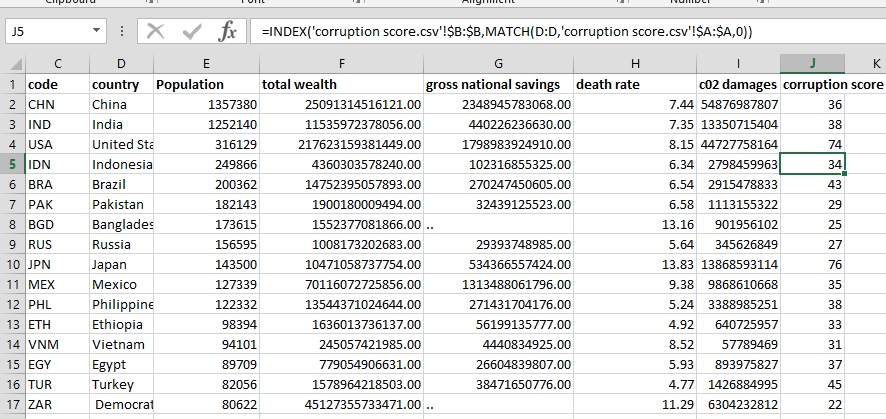 J5 fx =INDEX('corruption score.csv'!$B:$B,MATCH(D:D,'corruption score.csv'!$A:$A,0))
C D E F G H I J K
1 code country Population total wealth gross national savings death rate c02 damages corruption score
2 CHN China 1357380 25091314516121.00 2348945783068.00 7.44 54876987807 36
3 IND India 1252140 11535972378056.00 440226236630.00 7.35 13350715404 38
4 USA United Sta 316129 217623159381449.00 1798983924910.00 8.15 44727758164 74
5 IDN Indonesia 249866 4360303578240.00 102316855325.00 6.34 2798459963 34
6 BRA Brazil 200362 14752395057893.00 270247450605.00 6.54 2915478833 43
7 PAK Pakistan 182143 1900180009494.00 32439125523.00 6.58 1113155322 29
8 BGD Banglades 173615 1552377081866.00 .. 13.16 901956102 25
9 RUS Russia 156595 1008173202683.00 29393748985.00 5.64 345626849 27
10 JPN Japan 143500 10471058737754.00 534366557424.00 13.83 13868593114 76
11 MEX Mexico 127339 70116072725856.00 1313488061796.00 9.38 9868610668 35
12 PHL Philippine 122332 13544371024644.00 271431704176.00 5.24 3388985251 38
13 ETH Ethiopia 98394 1636013736137.00 56199135777.00 4.92 640725957 33
14 VNM Vietnam 94101 245057421985.00 4440834929.00 8.52 57789469 31
15 EGY Egypt 89709 779054906631.00 26604839807.00 5.93 893975827 37
16 TUR Turkey 82056 1578964218503.00 38471650776.00 4.77 1426884995 45
17 ZAR Democrat 80622 45127355733471.00 .. 11.29 6304232812 22